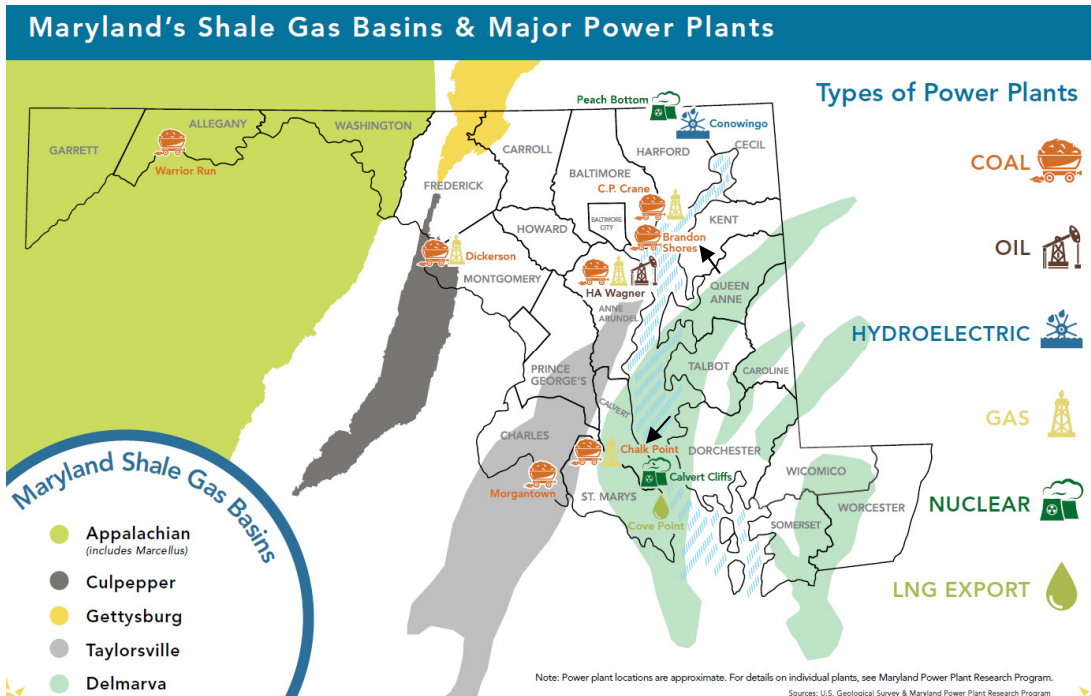 Maryland's Shale Gas Basins & Major Power Plants
Types of Power Plants
COAL
OIL
HYDROELECTRIC
GAS
NUCLEAR
LNG EXPORT
Peach Bottom
Conowingo
GARRETT
ALLEGANY
Warrior Run
WASHINGTON
FREDERICK
CARROLL
BALTIMORE
HARFORD
CECIL
C.P. Crane
BALTIMORE
CITY
KENT
Brandon
Shores
HOWARD
Dickerson
MONTGOMERY
HA Wagner
ANNE
ARUNDEL
QUEEN
ANNE
TALBOT
CAROLINE
PRINCE
GEORGE'S
CALVERT
CHARLES
Chalk Point
DORCHESTER
Morgantown
ST. MARYS
Calvert Cliffs
Cove Point
WICOMICO
SOMERSET
WORCESTER
Maryland Shale Gas Basins
Appalachian
(includes Marcellus)
Culpepper
Gettysburg
Taylorsville
Delmarva
Note: Power plant locations are approximate. For details on individual plants, see Maryland Power Plant Research Program.
Sources: U.S. Geological Survey & Maryland Power Plant Research Program